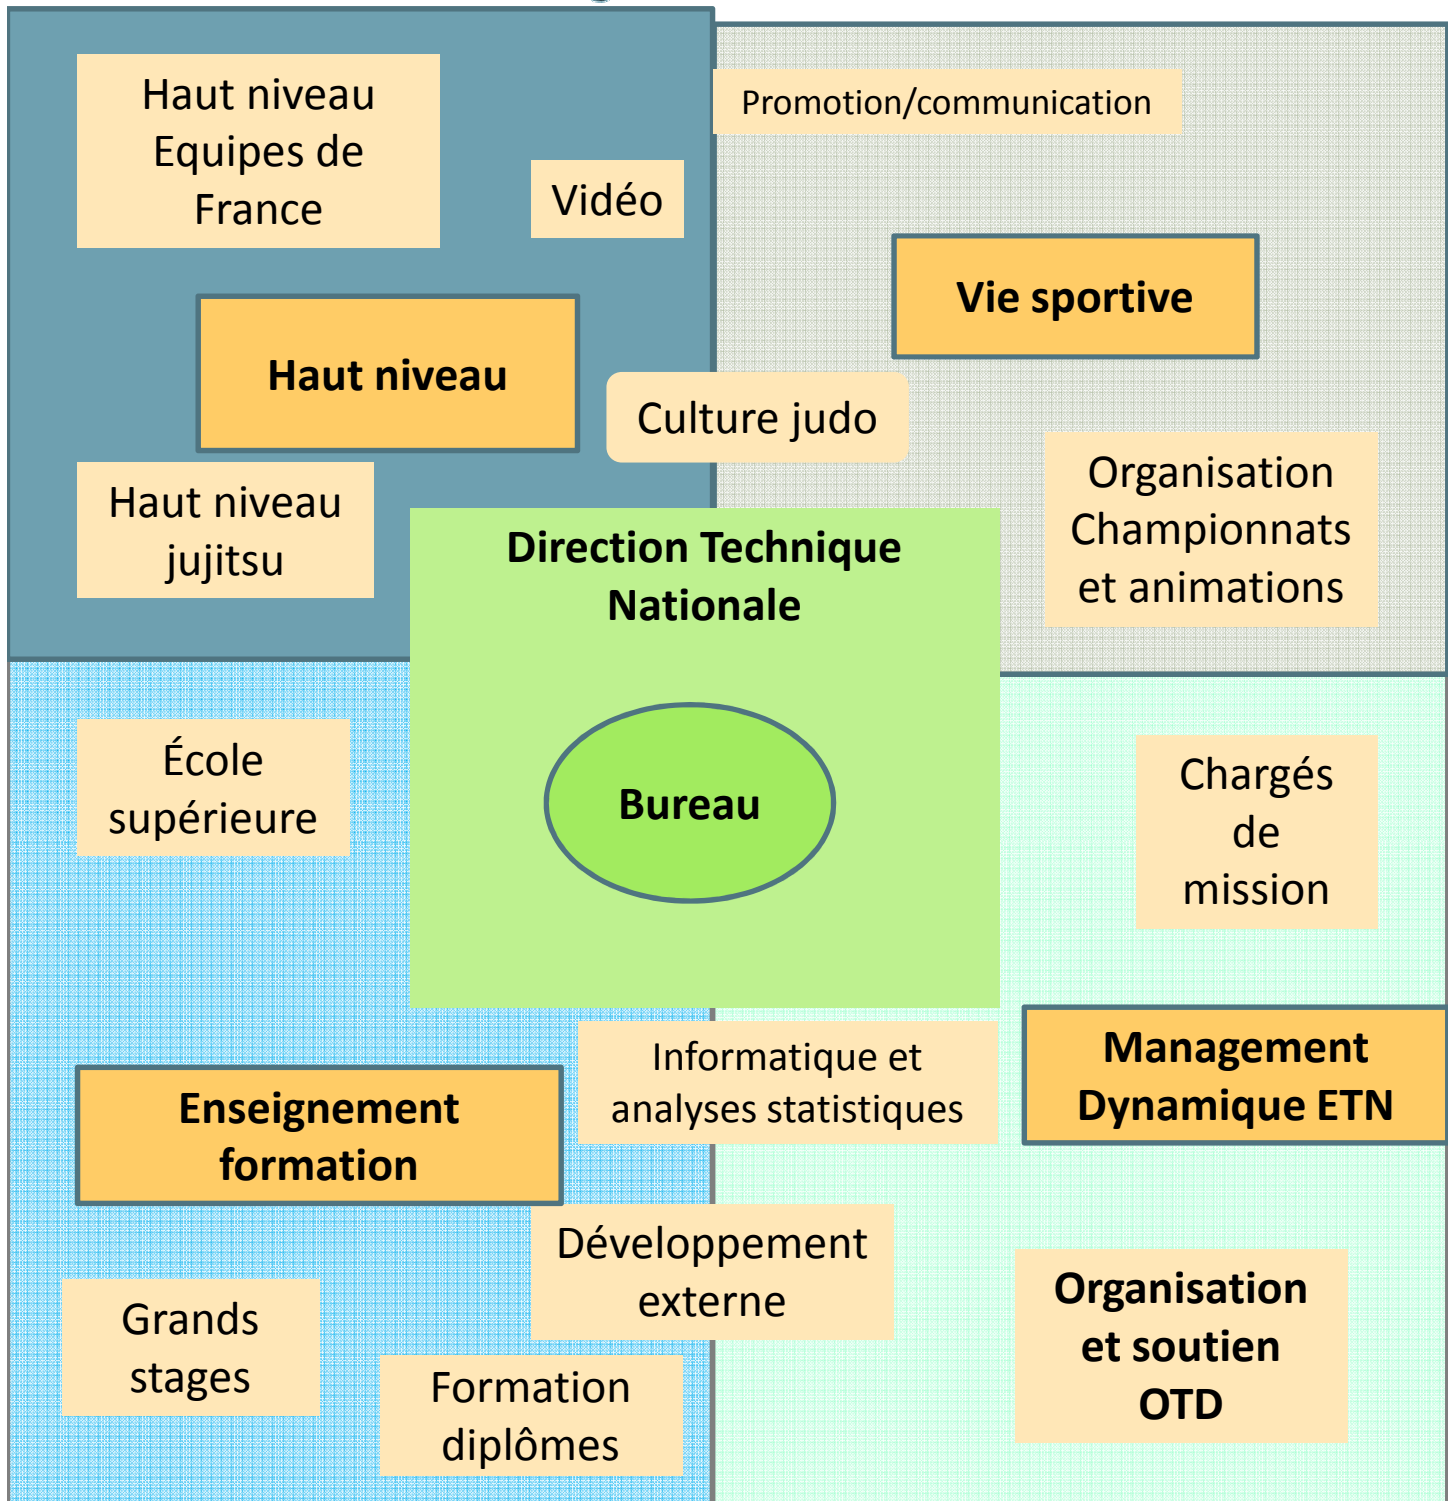 Haut niveau
Equipes de
France
Promotion/communication
Vidéo
Vie sportive
Haut niveau
Culture judo
Haut niveau
jujitsu
Organisation
Championnats
et animations
Direction Technique
Nationale
École
supérieure
Bureau
Chargés
de
mission
Informatique et
analyses statistiques
Management
Dynamique ETN
Enseignement
formation
Développement
externe
Grands
stages
Formation
diplômes
Organisation
et soutien
OTD